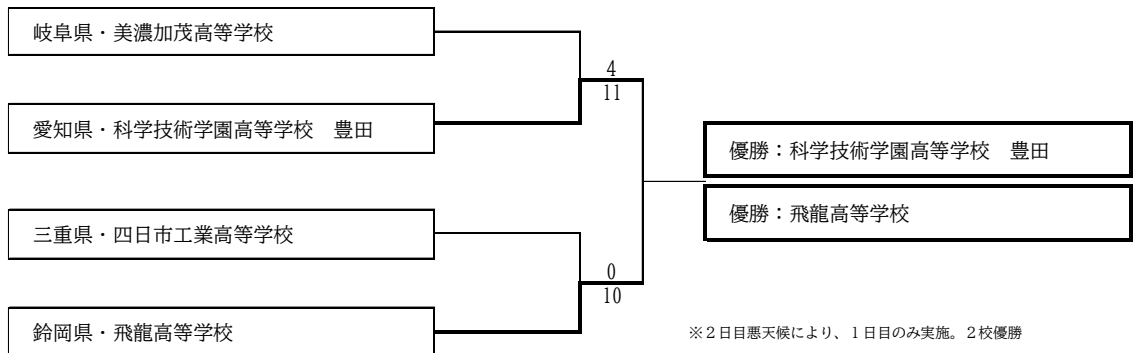 岐阜県・美濃加茂高等学校
4
11
愛知県・科学技術学園高等学校　豊田
優勝：科学技術学園高等学校　豊田
優勝：飛龍高等学校
三重県・四日市工業高等学校
0
10
鈴岡県・飛龍高等学校
※２日目悪天候により、１日目のみ実施。２校優勝